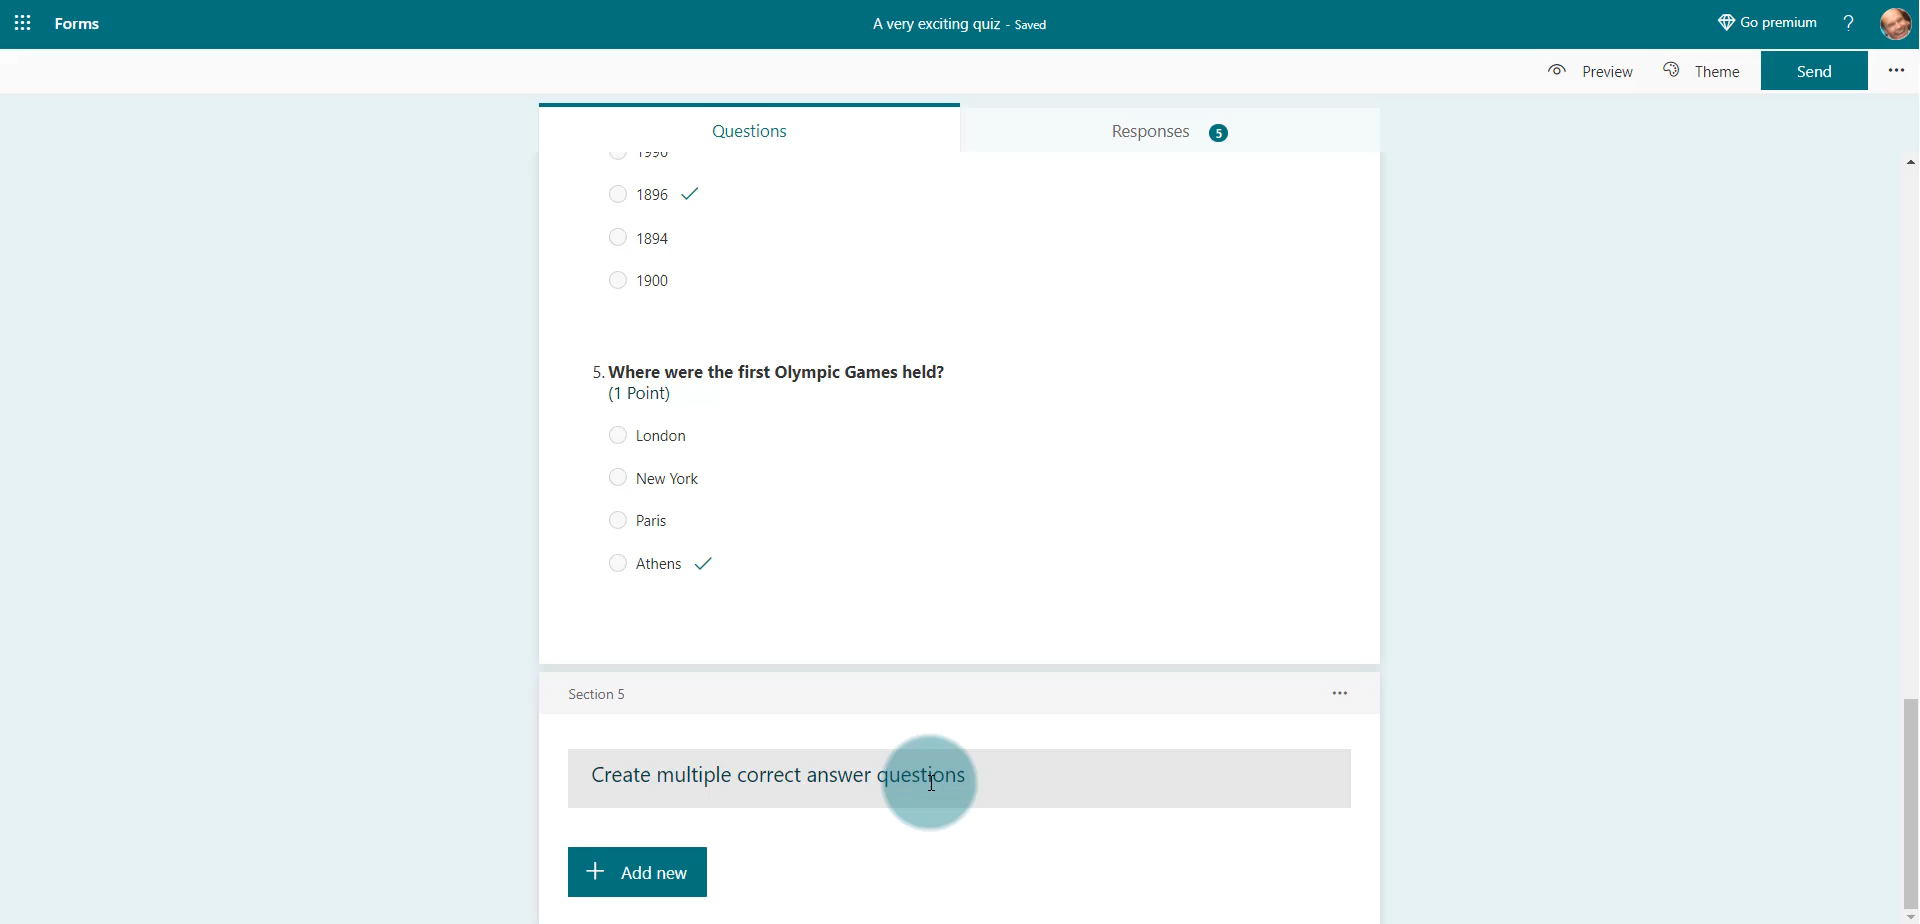 Forms
A very exciting quiz - Saved
Go premium
?
Preview
Theme
Send
Questions
Responses 5
1896
1894
1900
5. Where were the first Olympic Games held?
(1 Point)
London
New York
Paris
Athens
Section 5
Create multiple correct answer questions
+ Add new